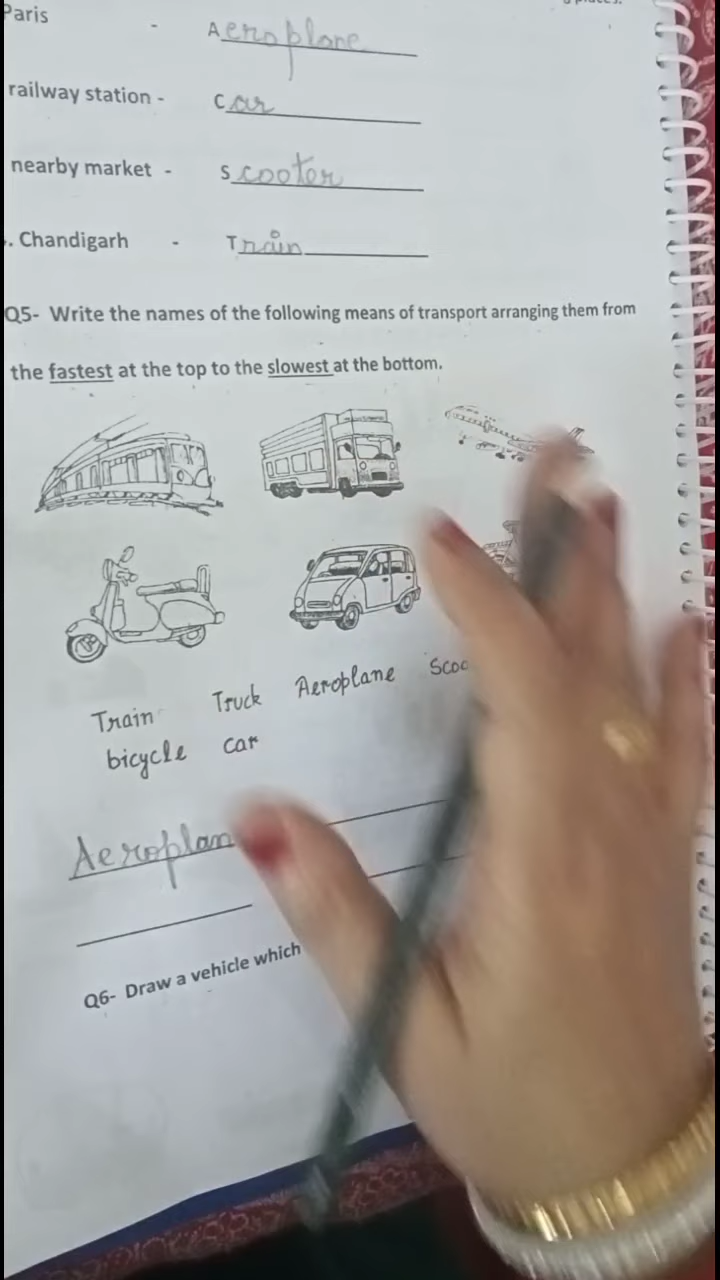 Paris - Aeroplane
railway station - Car
nearby market - Scooter
. Chandigarh - Train
Q5- Write the names of the following means of transport arranging them from
the fastest at the top to the slowest at the bottom.
Train Truck Aeroplane Scoo
bicycle car
Aeroplan
Q6- Draw a vehicle which